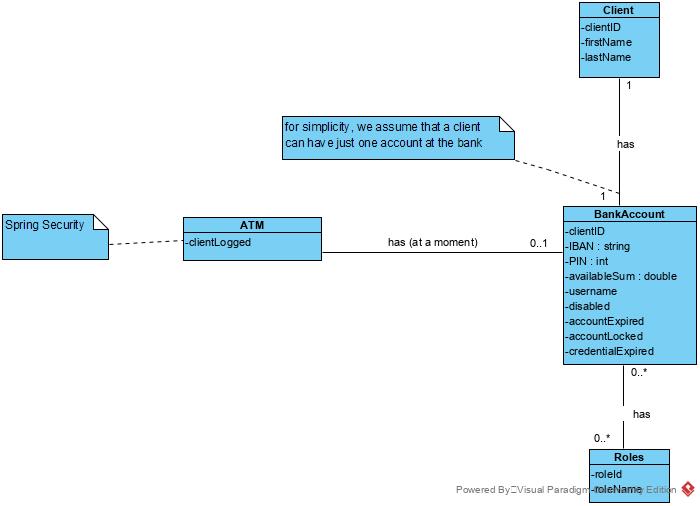 Client
-clientID
-firstName
-lastName
1
has
for simplicity, we assume that a client
can have just one account at the bank
1
BankAccount
-clientID
-IBAN : string
-PIN : int
-availableSum : double
-username
-disabled
-accountExpired
-accountLocked
-credentialExpired
Spring Security
ATM
-clientLogged
has (at a moment)
0..1
0..*
has
0..*
Roles
-roleId
-roleName
Powered By Visual Paradigm Community Edition